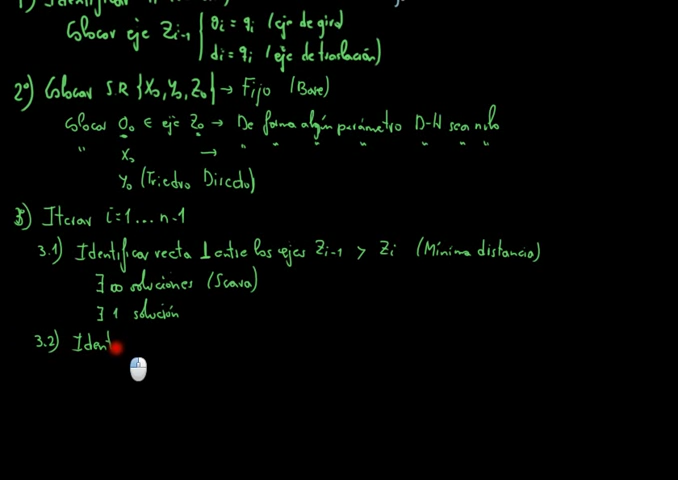 Colocar eje Zi-1 { θi = qi (eje de giro)
di = qi (eje de traslación)
2º) Colocar S.R {X0, Y0, Z0} → Fijo (Base)
Colocar O0 ∈ eje Z0 → De forma algún parámetro D-H sea nulo
" X0 → " " " " " "
Y0 (Triedro Directo)
3) Iterar i=1...n-1
3.1) Identificar recta ⊥ entre los ejes Zi-1 y Zi (Mínima distancia)
∃ ∞ soluciones (Scara)
∃ 1 solución
3.2) Ident